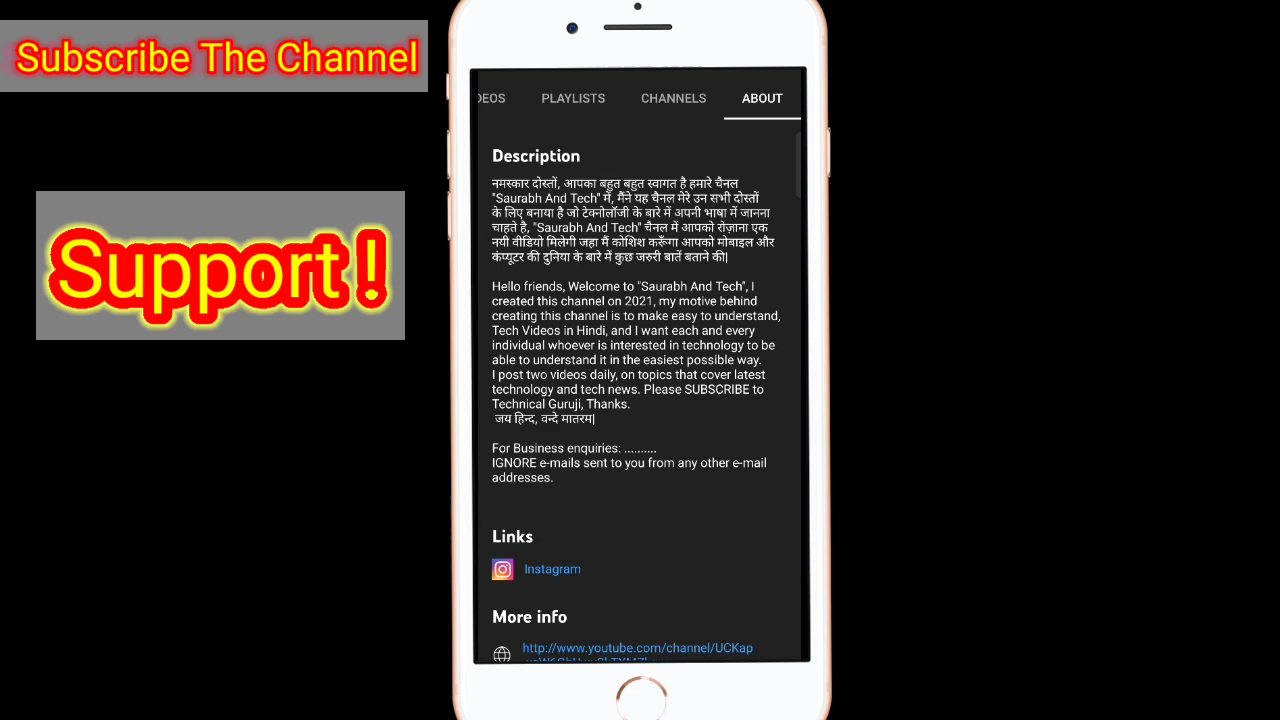 Subscribe The Channel
Support !
DEOS PLAYLISTS CHANNELS ABOUT
Description
नमस्कार दोस्तों, आपका बहुत बहुत स्वागत है हमारे चैनल
"Saurabh And Tech" में, मैंने यह चैनल मेरे उन सभी दोस्तों
के लिए बनाया है जो टेक्नोलॉजी के बारे में अपनी भाषा में जानना
चाहते है, "Saurabh And Tech" चैनल में आपको रोज़ाना एक
नयी वीडियो मिलेगी जहा मैं कोशिश करूँगा आपको मोबाइल और
कंप्यूटर की दुनिया के बारे में कुछ जरुरी बातें बताने की|
Hello friends, Welcome to "Saurabh And Tech", I
created this channel on 2021, my motive behind
creating this channel is to make easy to understand,
Tech Videos in Hindi, and I want each and every
individual whoever is interested in technology to be
able to understand it in the easiest possible way.
I post two videos daily, on topics that cover latest
technology and tech news. Please SUBSCRIBE to
Technical Guruji, Thanks.
जय हिन्द, वन्दे मातरम|
For Business enquiries: ..........
IGNORE e-mails sent to you from any other e-mail
addresses.
Links
Instagram
More info
http://www.youtube.com/channel/UCKap